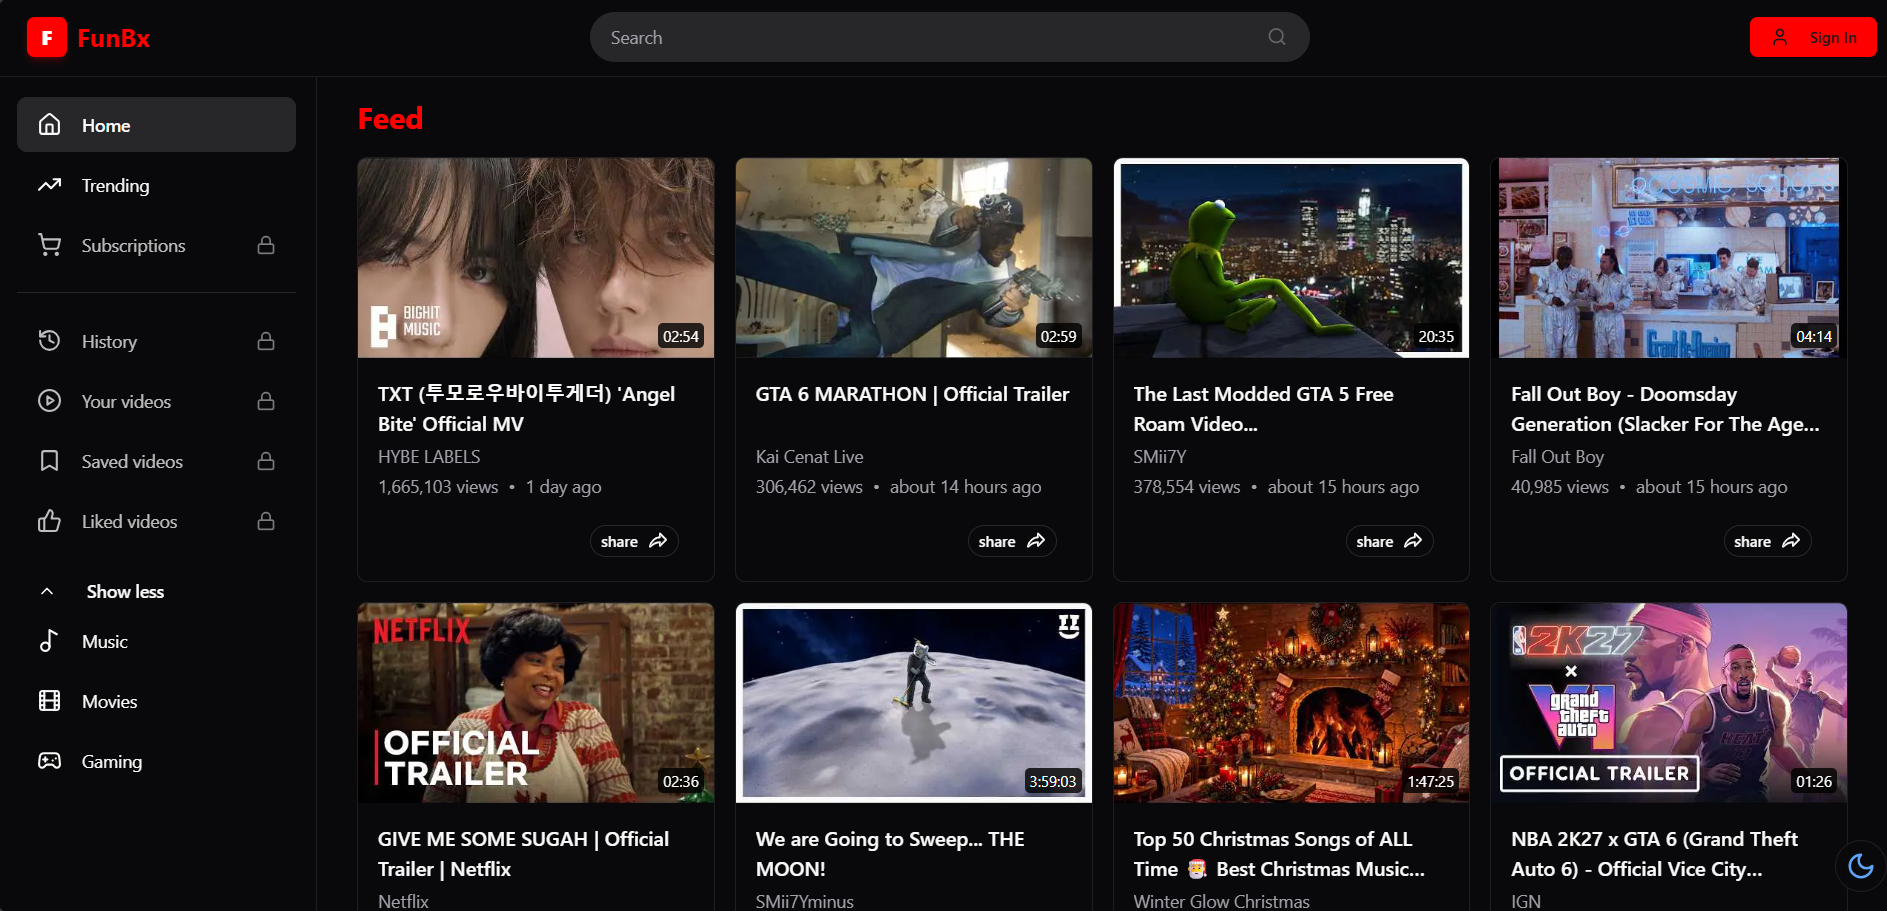 F FunBx
Search
Sign In
Home
Trending
Subscriptions
History
Your videos
Saved videos
Liked videos
Show less
Music
Movies
Gaming
Feed
BIGHIT
MUSIC
02:54
02:59
20:35
04:14
TXT (투모로우바이투게더) 'Angel
Bite' Official MV
HYBE LABELS
1,665,103 views • 1 day ago
share
GTA 6 MARATHON | Official Trailer
Kai Cenat Live
306,462 views • about 14 hours ago
share
The Last Modded GTA 5 Free
Roam Video...
SMii7Y
378,554 views • about 15 hours ago
share
Fall Out Boy - Doomsday
Generation (Slacker For The Age...
Fall Out Boy
40,985 views • about 15 hours ago
share
NETFLIX
OFFICIAL
TRAILER
02:36
3:59:03
1:47:25
NBA 2K27
x
grand
theft
auto
VI
HEAT
OFFICIAL TRAILER
01:26
GIVE ME SOME SUGAH | Official
Trailer | Netflix
Netflix
We are Going to Sweep... THE
MOON!
SMii7Yminus
Top 50 Christmas Songs of ALL
Time 🎅 Best Christmas Music...
Winter Glow Christmas
NBA 2K27 x GTA 6 (Grand Theft
Auto 6) - Official Vice City...
IGN